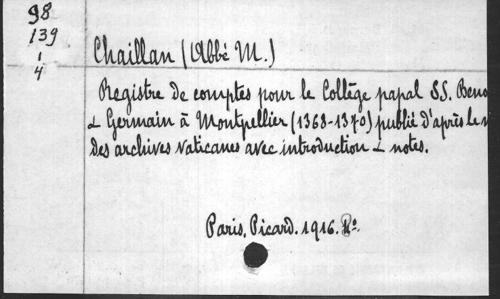 98
139
1
4
Chaillan (Abbé M.)
Registre de comptes pour le Collège papal SS. Beno
& Germain à Montpellier (1368-1370) publié d'après le
des archives vaticanes avec introduction & notes.
Paris, Picard. 1916.